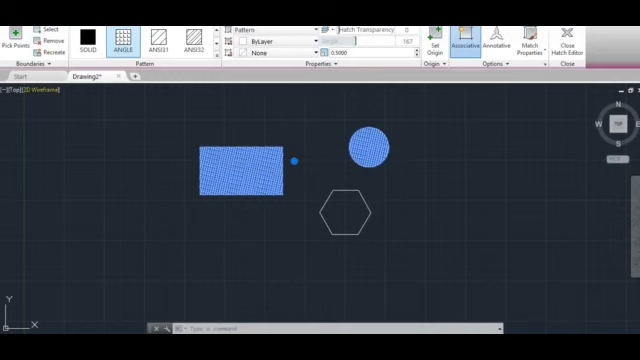 Select
Pick Points
Remove
Recreate
Boundaries
SOLID
ANGLE
ANSI31
ANSI32
Pattern
Pattern
ByLayer
None
Hatch Transparency 0
167
0.5000
Properties
Set Origin
Origin
Associative
Annotative
Match Properties
Options
Close Hatch Editor
Close
Start
Drawing2*
[−][Top][2D Wireframe]
N
W
TOP
E
S
Y
X
Type a command